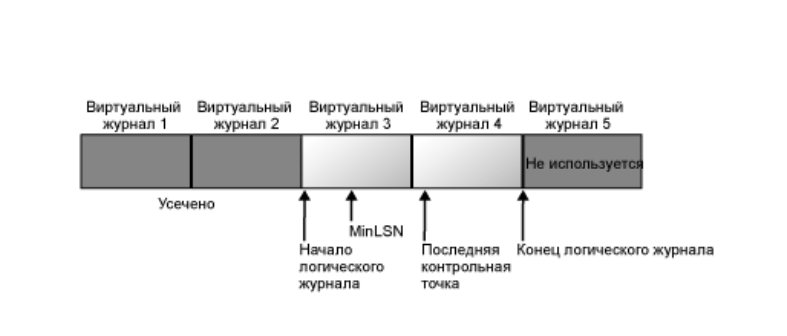 Виртуальный Виртуальный Виртуальный Виртуальный Виртуальный
журнал 1 журнал 2 журнал 3 журнал 4 журнал 5
Не используется
Усечено
MinLSN
Начало
логического
журнала
Последняя
контрольная
точка
Конец логического журнала